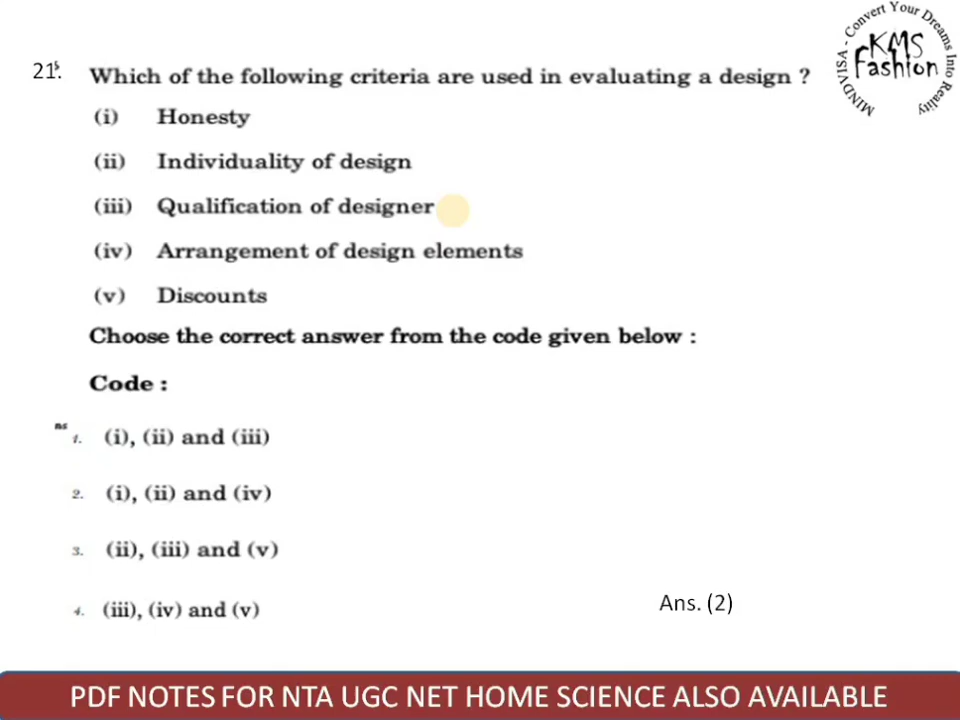 MINDVISA - Convert Your Dreams Into Reality
KMS
Fashion
21. Which of the following criteria are used in evaluating a design ?
(i) Honesty
(ii) Individuality of design
(iii) Qualification of designer
(iv) Arrangement of design elements
(v) Discounts
Choose the correct answer from the code given below :
Code :
ns
1. (i), (ii) and (iii)
2. (i), (ii) and (iv)
3. (ii), (iii) and (v)
4. (iii), (iv) and (v)
Ans. (2)
PDF NOTES FOR NTA UGC NET HOME SCIENCE ALSO AVAILABLE